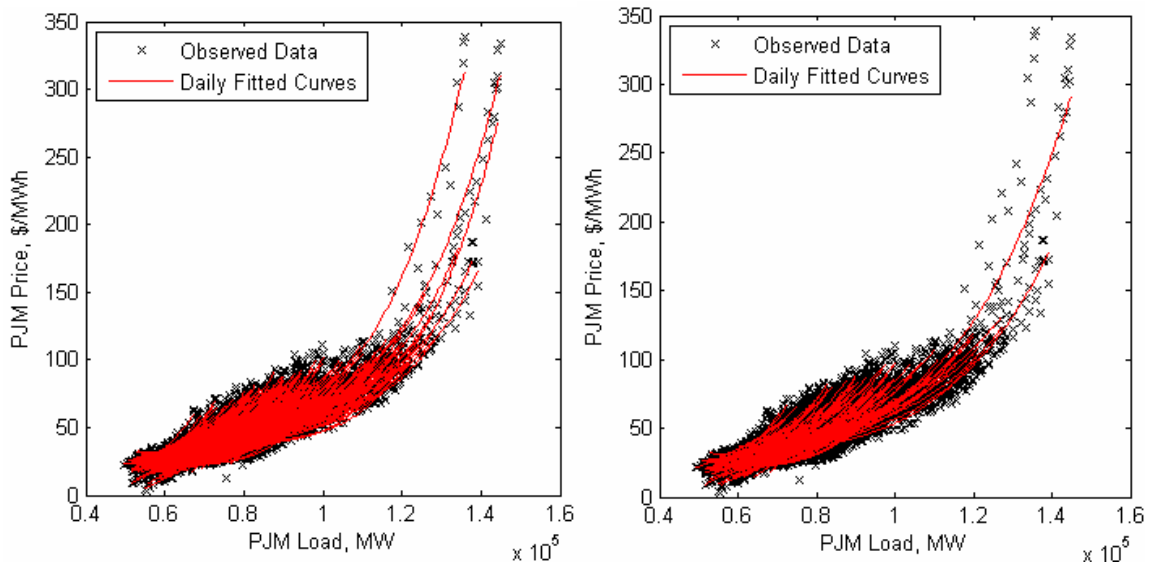 350
300
250
200
150
100
50
0
PJM Price, $/MWh
× Observed Data
Daily Fitted Curves
0.4 0.6 0.8 1 1.2 1.4 1.6
PJM Load, MW
x 10^5
350
300
250
200
150
100
50
0
PJM Price, $/MWh
× Observed Data
Daily Fitted Curves
0.4 0.6 0.8 1 1.2 1.4 1.6
PJM Load, MW
x 10^5